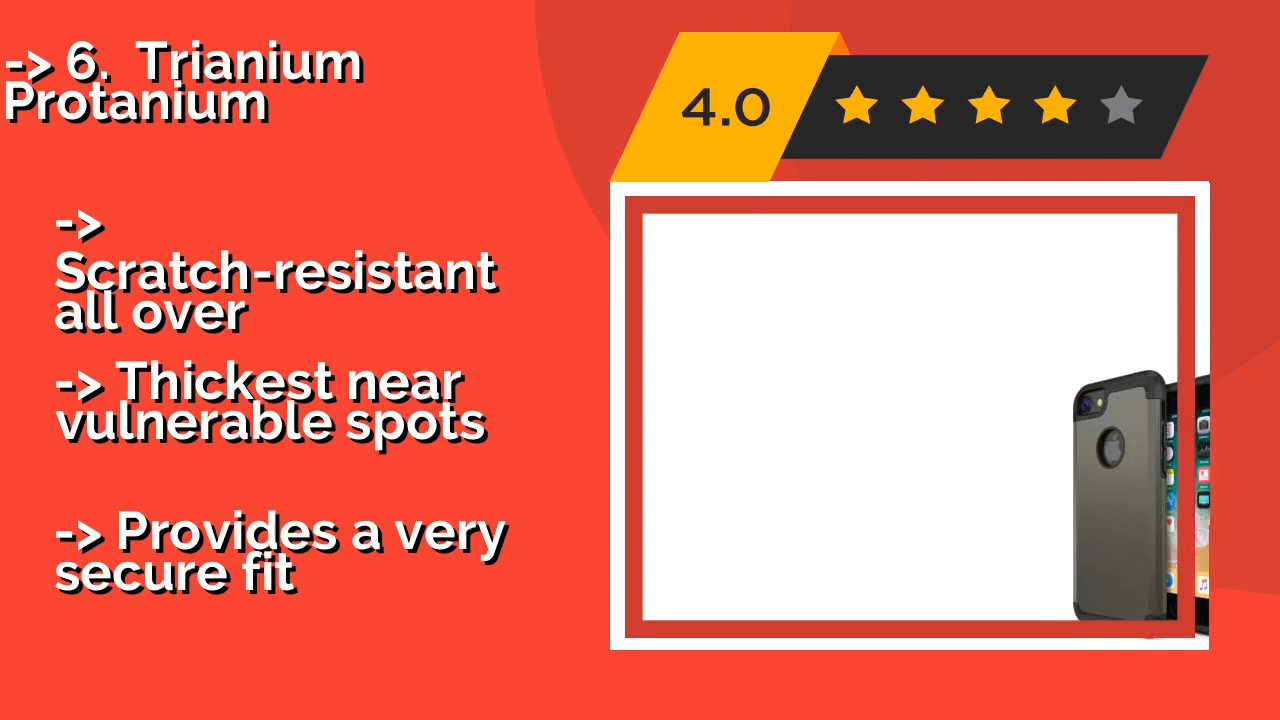 -> 6.  Trianium
Protanium
->
Scratch-resistant
all over
-> Thickest near
vulnerable spots
-> Provides a very
secure fit
4.0